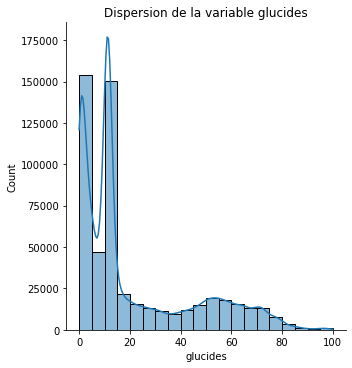 Dispersion de la variable glucides
175000
150000
125000
100000
75000
50000
25000
0
Count
0 20 40 60 80 100
glucides